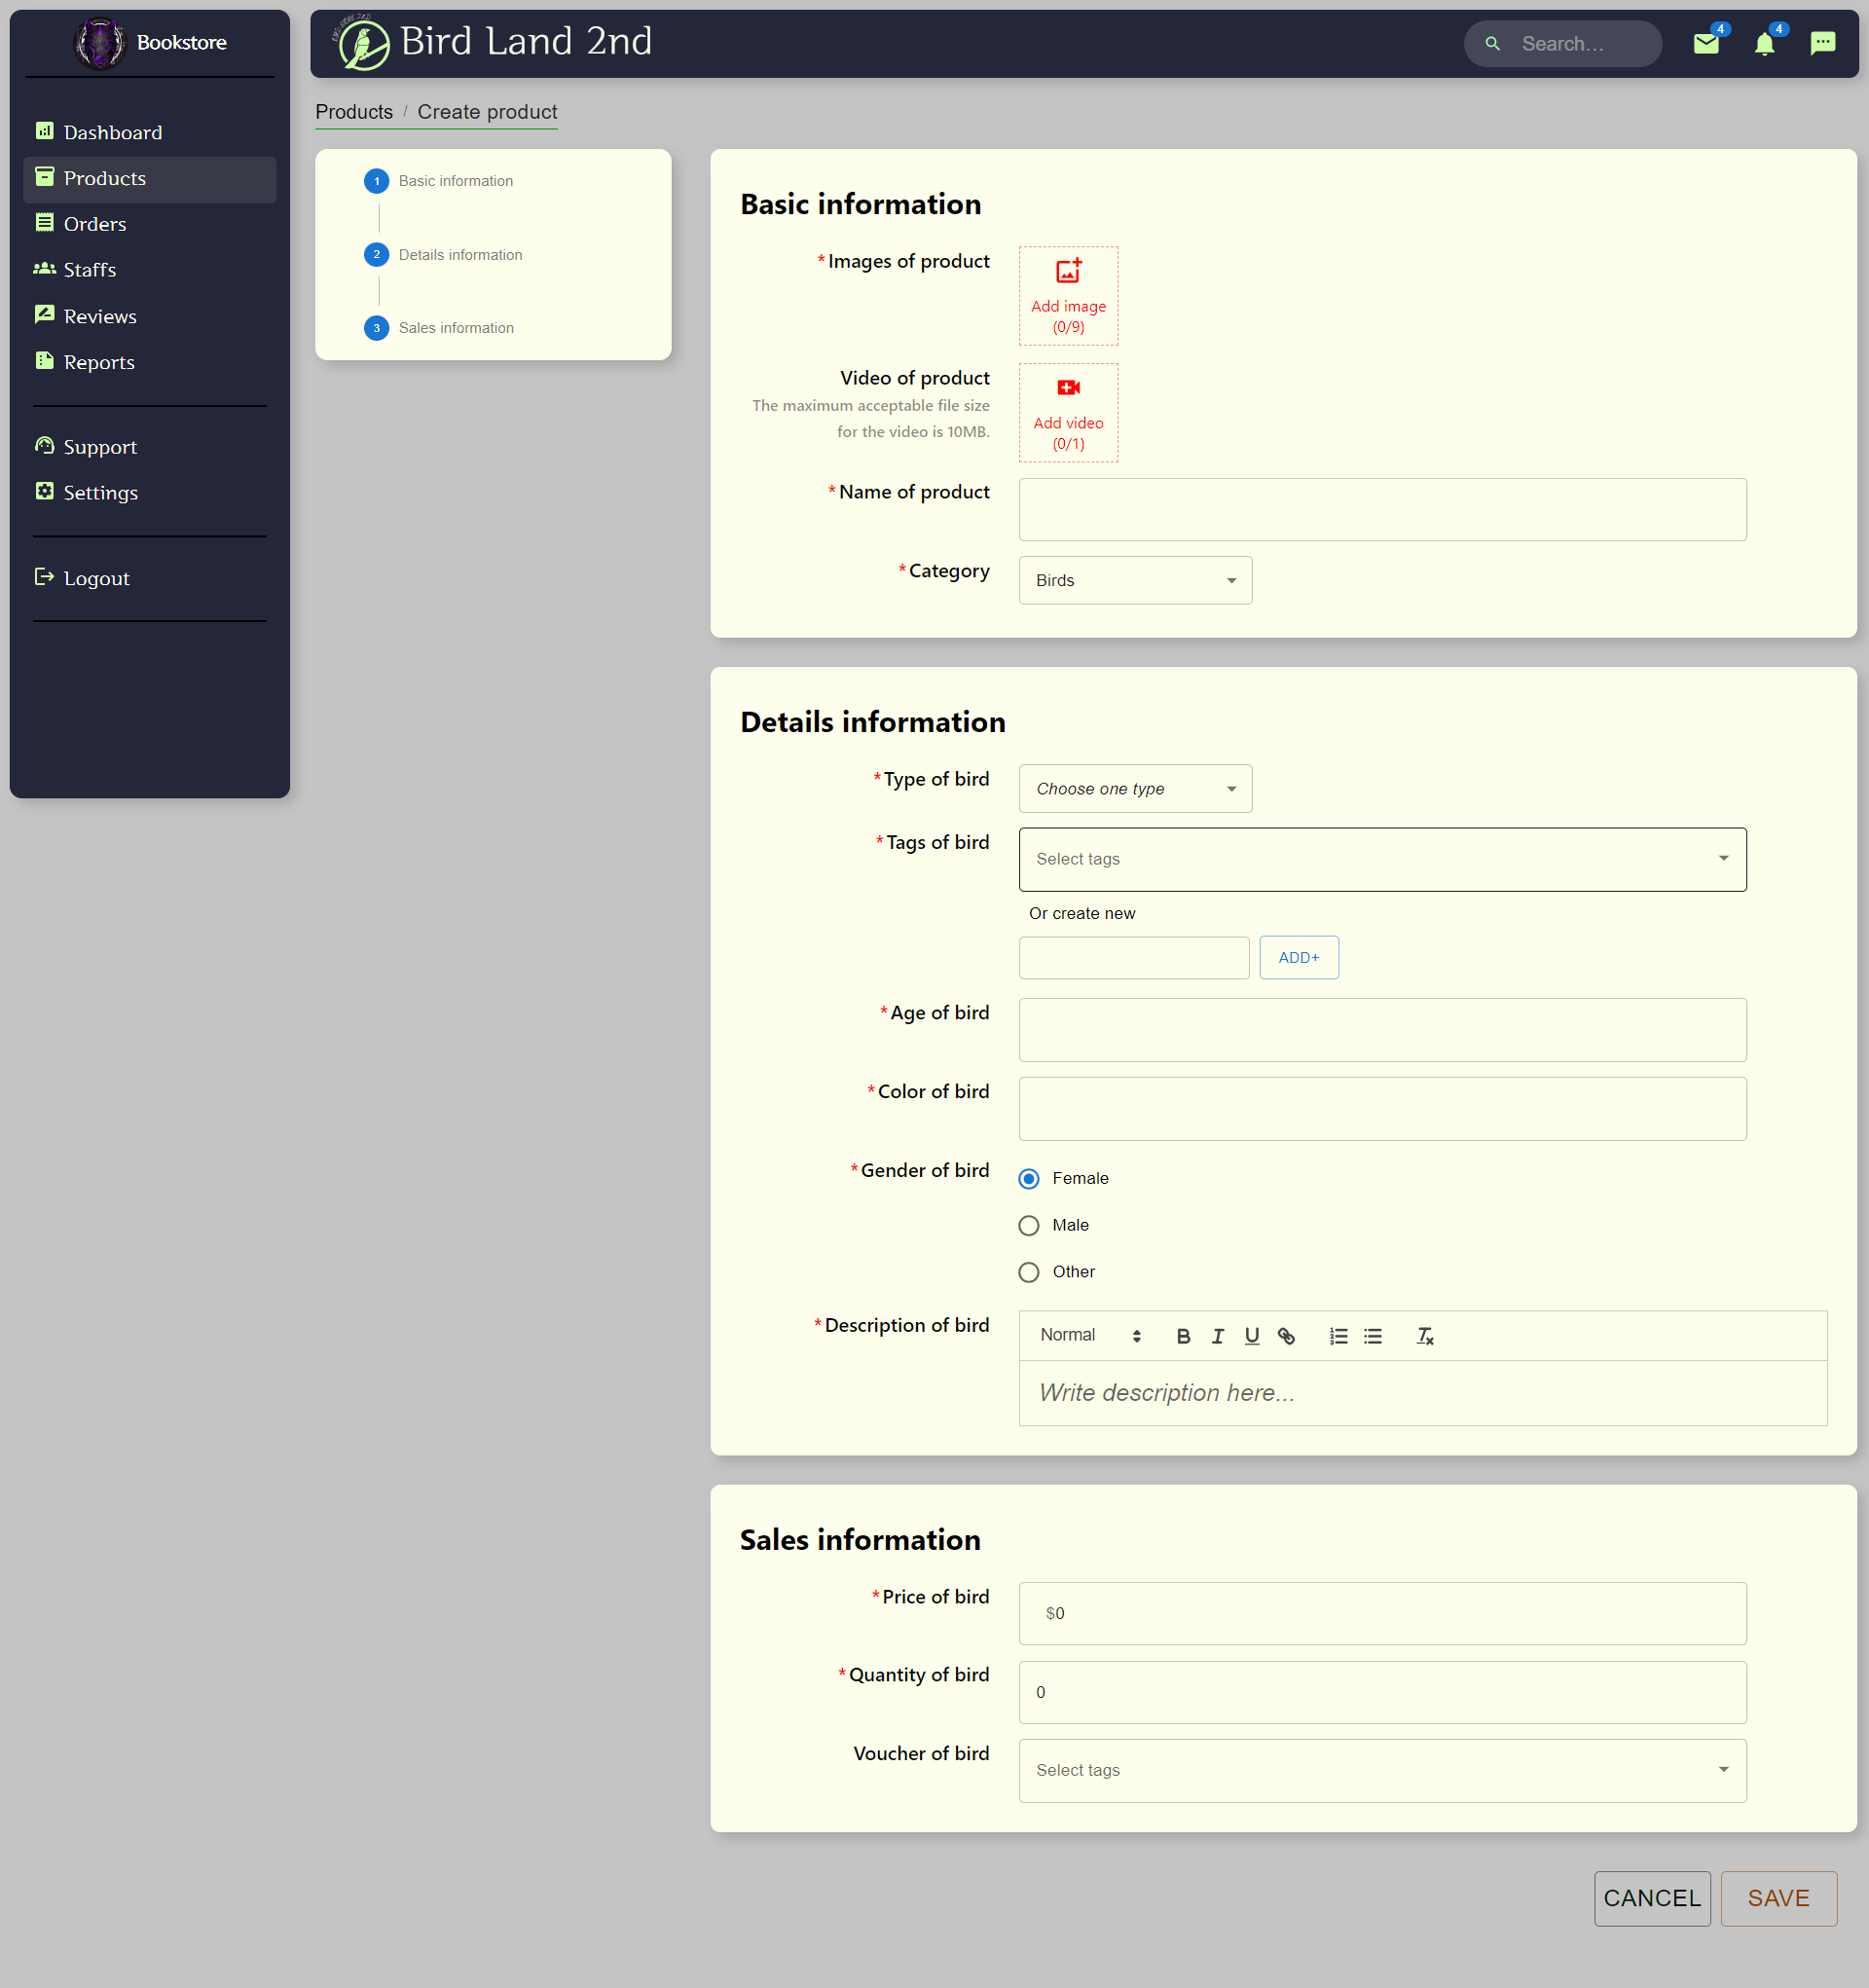 Bookstore
Dashboard
Products
Orders
Staffs
Reviews
Reports
Support
Settings
Logout
Bird Land 2nd
Search...
4
4
Products / Create product
1 Basic information
2 Details information
3 Sales information
Basic information
*Images of product
Add image
(0/9)
Video of product
The maximum acceptable file size
for the video is 10MB.
Add video
(0/1)
*Name of product
*Category
Birds
Details information
*Type of bird
Choose one type
*Tags of bird
Select tags
Or create new
ADD+
*Age of bird
*Color of bird
*Gender of bird
Female
Male
Other
*Description of bird
Normal
Write description here...
Sales information
*Price of bird
$0
*Quantity of bird
0
Voucher of bird
Select tags
CANCEL
SAVE